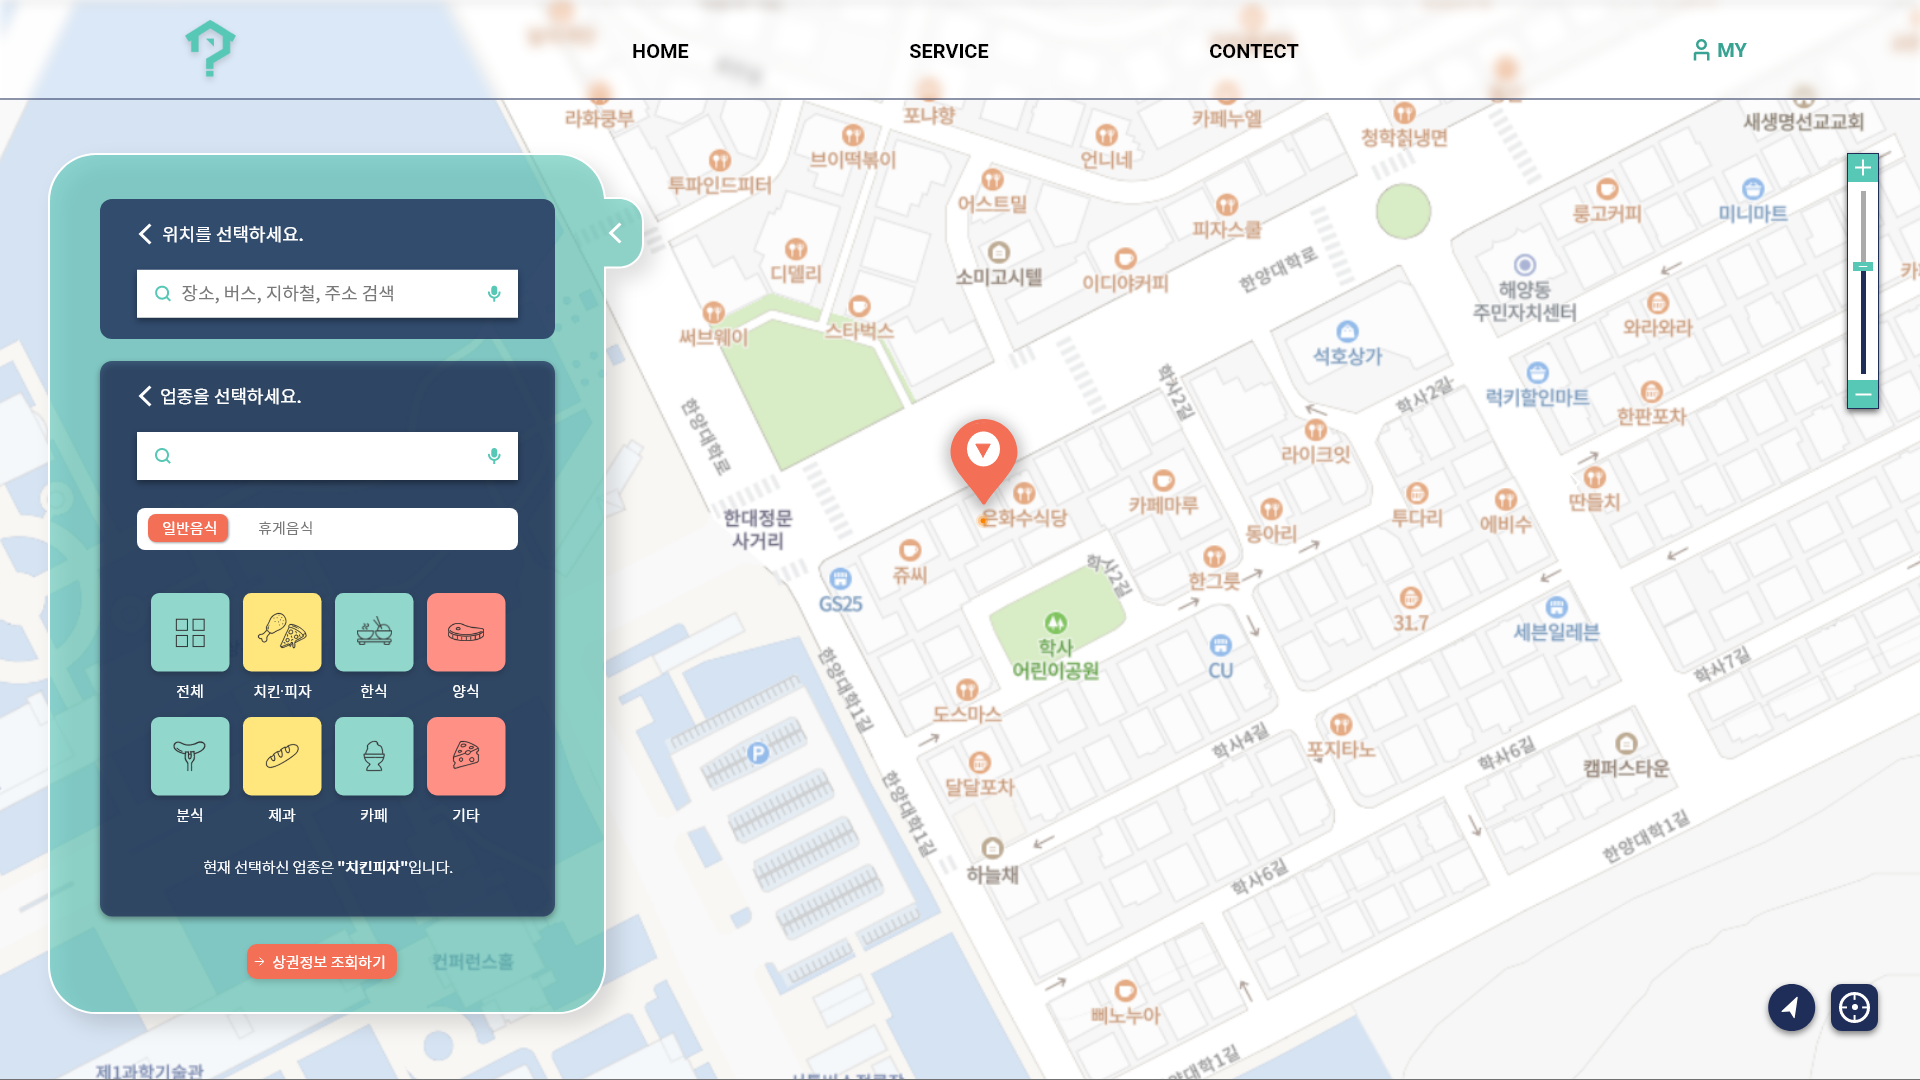 HOME
SERVICE
CONTECT
MY
위치를 선택하세요.
장소, 버스, 지하철, 주소 검색
업종을 선택하세요.
일반음식
휴게음식
전체
치킨·피자
한식
양식
분식
제과
카페
기타
현재 선택하신 업종은 "치킨피자"입니다.
상권정보 조회하기
컨퍼런스홀
제1과학기술관
라화쿵부
포냐향
카페누엘
청학칡냉면
새생명선교교회
브이떡볶이
언니네
투파인드피터
어스트밀
피자스쿨
룽고커피
미니마트
디델리
소미고시텔
이디야커피
한양대학로
해양동
주민자치센터
써브웨이
스타벅스
석호상가
와라와라
학사2길
학사2길
럭키할인마트
한판포차
한양대학로
라이크잇
한대정문
사거리
은화수식당
카페마루
동아리
투다리
에비수
딴들치
쥬씨
GS25
학사2길
한그릇
31.7
세븐일레븐
학사
어린이공원
CU
학사7길
한양대학1길
도스마스
학사4길
포지타노
학사6길
캠퍼스타운
P
달달포차
한양대학1길
하늘채
학사6길
한양대학1길
삐노누아
한양대학1길